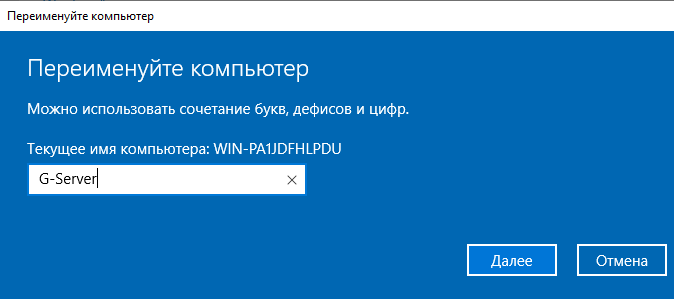 Переименуйте компьютер
Переименуйте компьютер
Можно использовать сочетание букв, дефисов и цифр.
Текущее имя компьютера: WIN-PA1JDFHLPDU
G-Server
Далее
Отмена